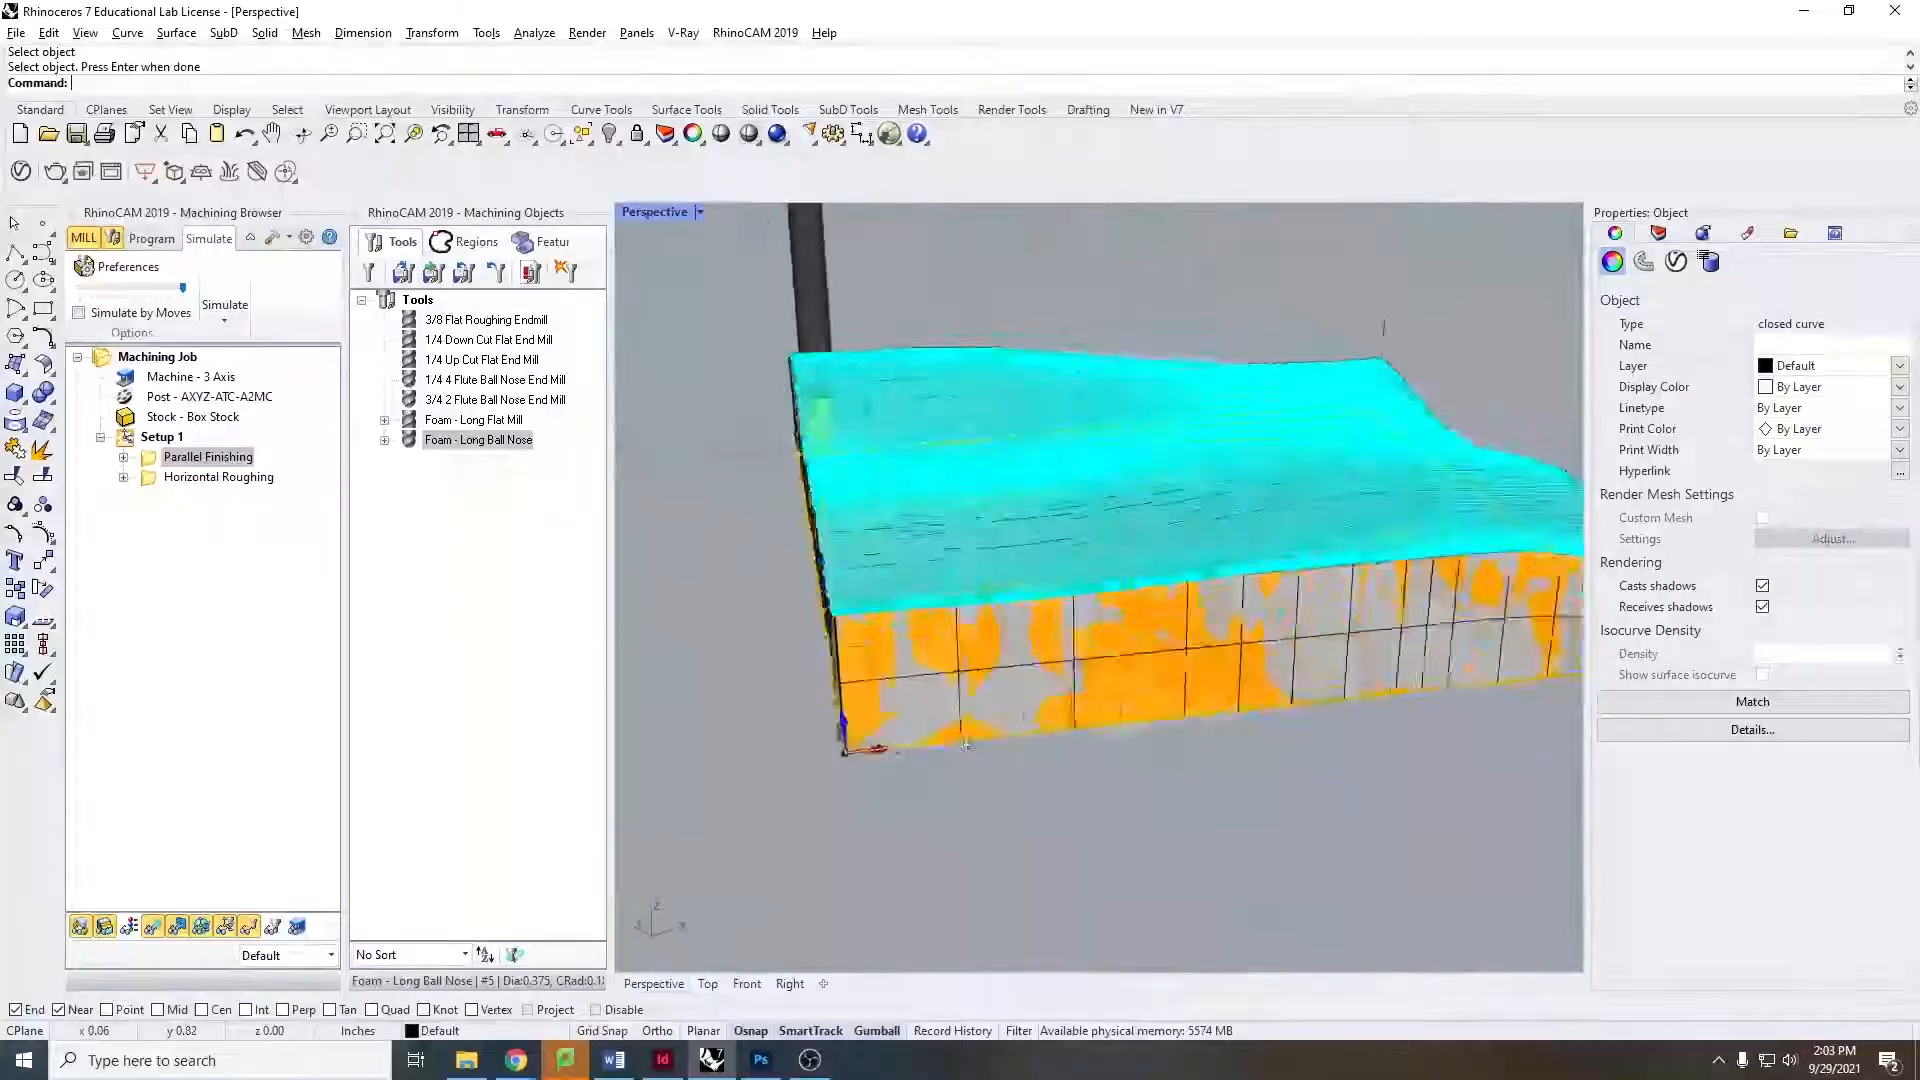 Rhinoceros 7 Educational Lab License - [Perspective]
File Edit View Curve Surface SubD Solid Mesh Dimension Transform Tools Analyze Render Panels V-Ray RhinoCAM 2019 Help
Select object
Select object. Press Enter when done
Command:
Standard CPlanes Set View Display Select Viewport Layout Visibility Transform Curve Tools Surface Tools Solid Tools SubD Tools Mesh Tools Render Tools Drafting New in V7
RhinoCAM 2019 - Machining Browser
MILL Program Simulate
Preferences
Simulate by Moves
Simulate
Options
Machining Job
Machine - 3 Axis
Post - AXYZ-ATC-A2MC
Stock - Box Stock
Setup 1
Parallel Finishing
Horizontal Roughing
Default
RhinoCAM 2019 - Machining Objects
Tools Regions Featur
Tools
3/8 Flat Roughing Endmill
1/4 Down Cut Flat End Mill
1/4 Up Cut Flat End Mill
1/4 4 Flute Ball Nose End Mill
3/4 2 Flute Ball Nose End Mill
Foam - Long Flat Mill
Foam - Long Ball Nose
No Sort
Foam - Long Ball Nose | #5 | Dia:0.375, CRad:0.1
Perspective
z
x
Perspective Top Front Right
Properties: Object
Object
Type closed curve
Name
Layer Default
Display Color By Layer
Linetype By Layer
Print Color By Layer
Print Width By Layer
Hyperlink ...
Render Mesh Settings
Custom Mesh
Settings Adjust...
Rendering
Casts shadows
Receives shadows
Isocurve Density
Density
Show surface isocurve
Match
Details...
End Near Point Mid Cen Int Perp Tan Quad Knot Vertex Project Disable
CPlane x 0.06 y 0.82 z 0.00 Inches Default Grid Snap Ortho Planar Osnap SmartTrack Gumball Record History Filter Available physical memory: 5574 MB
Type here to search
2:03 PM
9/29/2021
2